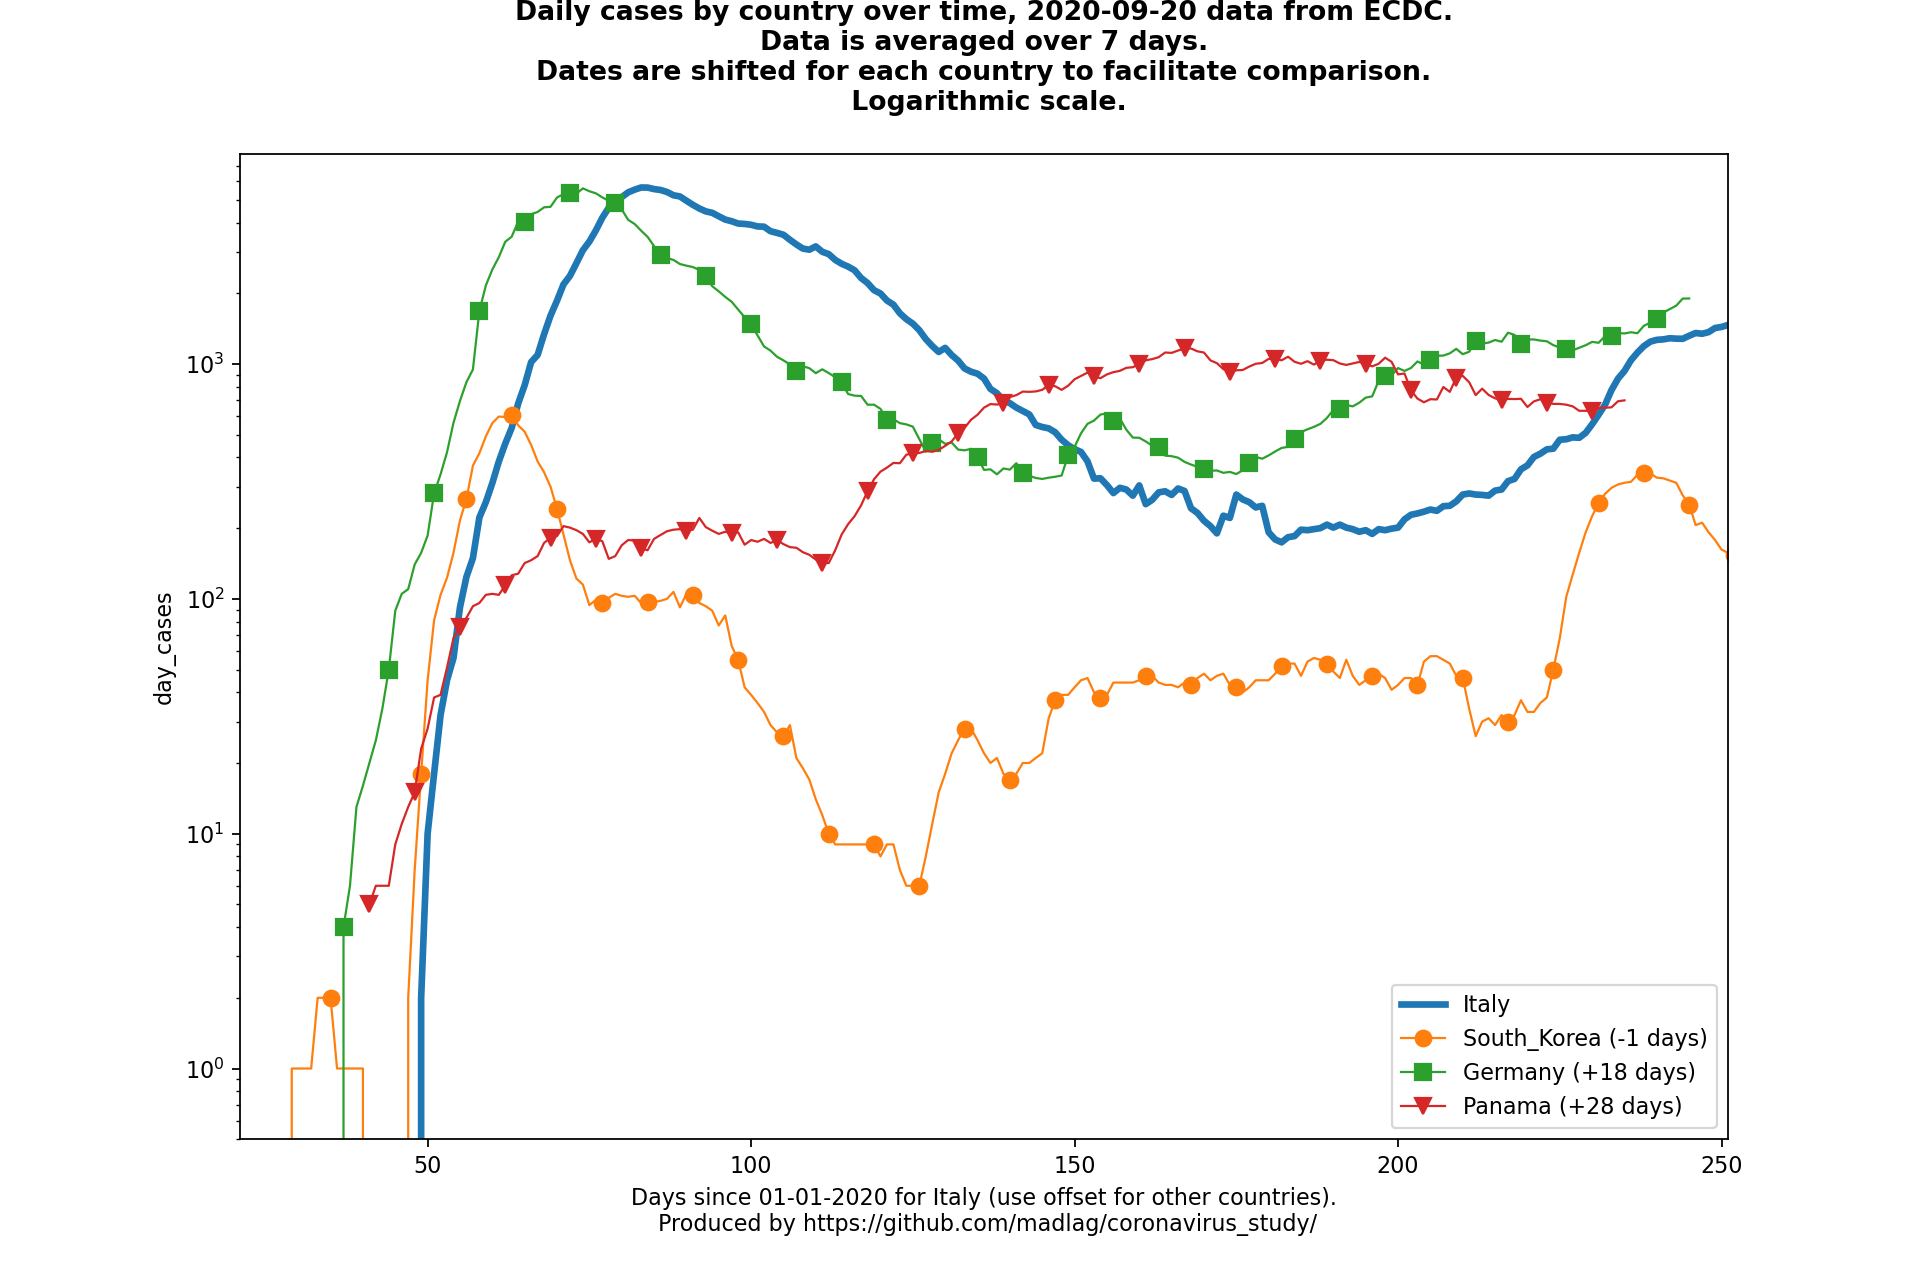 Daily cases by country over time, 2020-09-20 data from ECDC.
Data is averaged over 7 days.
Dates are shifted for each country to facilitate comparison.
Logarithmic scale.
day_cases
10³
10²
10¹
10⁰
Italy
South_Korea (-1 days)
Germany (+18 days)
Panama (+28 days)
50 100 150 200 250
Days since 01-01-2020 for Italy (use offset for other countries).
Produced by https://github.com/madlag/coronavirus_study/